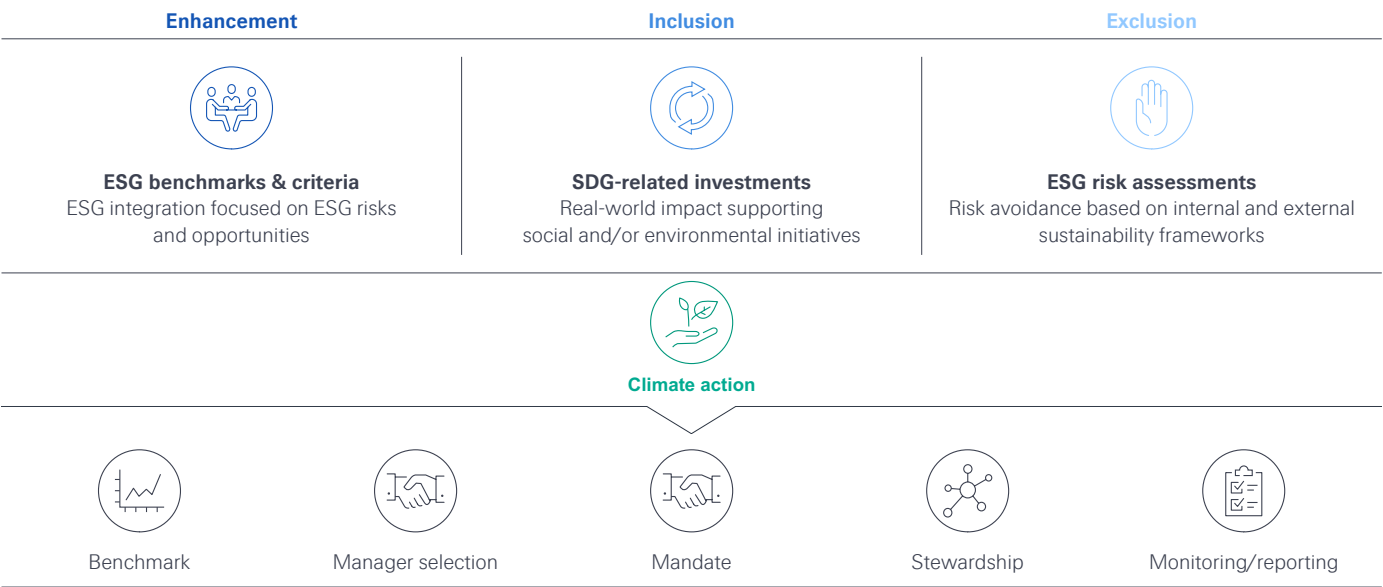 Enhancement
Inclusion
Exclusion
ESG benchmarks & criteria
ESG integration focused on ESG risks
and opportunities
SDG-related investments
Real-world impact supporting
social and/or environmental initiatives
ESG risk assessments
Risk avoidance based on internal and external
sustainability frameworks
Climate action
Benchmark
Manager selection
Mandate
Stewardship
Monitoring/reporting